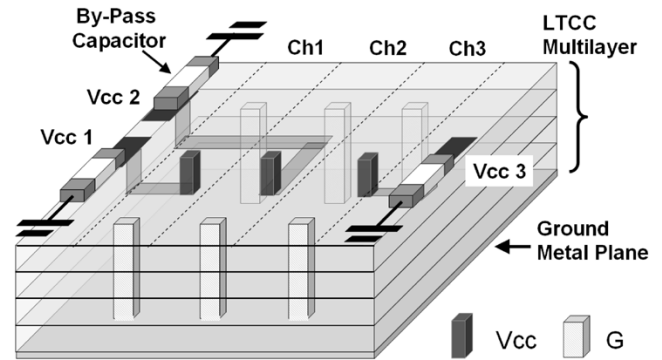 By-Pass
Capacitor
Ch1 Ch2 Ch3
LTCC
Multilayer
Vcc 2
Vcc 1
Vcc 3
Ground
Metal Plane
Vcc G